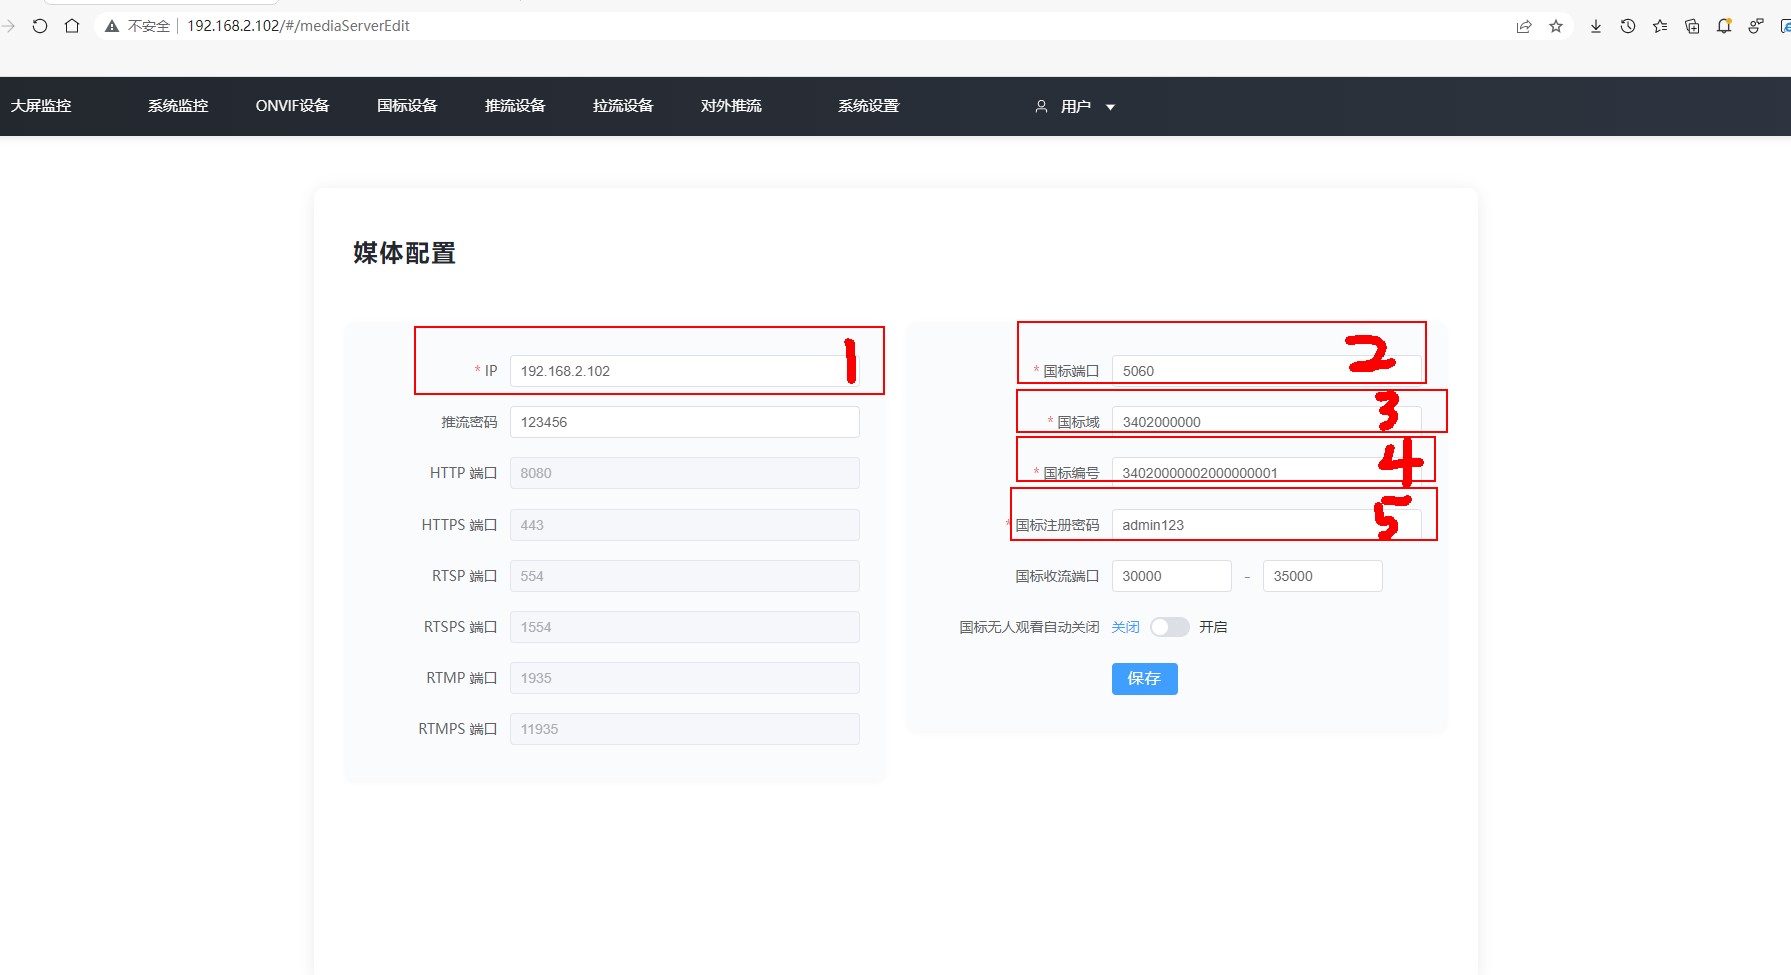 不安全 192.168.2.102/#/mediaServerEdit
大屏监控 系统监控 ONVIF设备 国标设备 推流设备 拉流设备 对外推流 系统设置 用户
媒体配置
* IP 192.168.2.102 1
推流密码 123456
HTTP 端口 8080
HTTPS 端口 443
RTSP 端口 554
RTSPS 端口 1554
RTMP 端口 1935
RTMPS 端口 11935
* 国标端口 5060 2
* 国标域 3402000000 3
* 国标编号 34020000002000000001 4
* 国标注册密码 admin123 5
国标收流端口 30000 - 35000
国标无人观看自动关闭 关闭 开启
保存